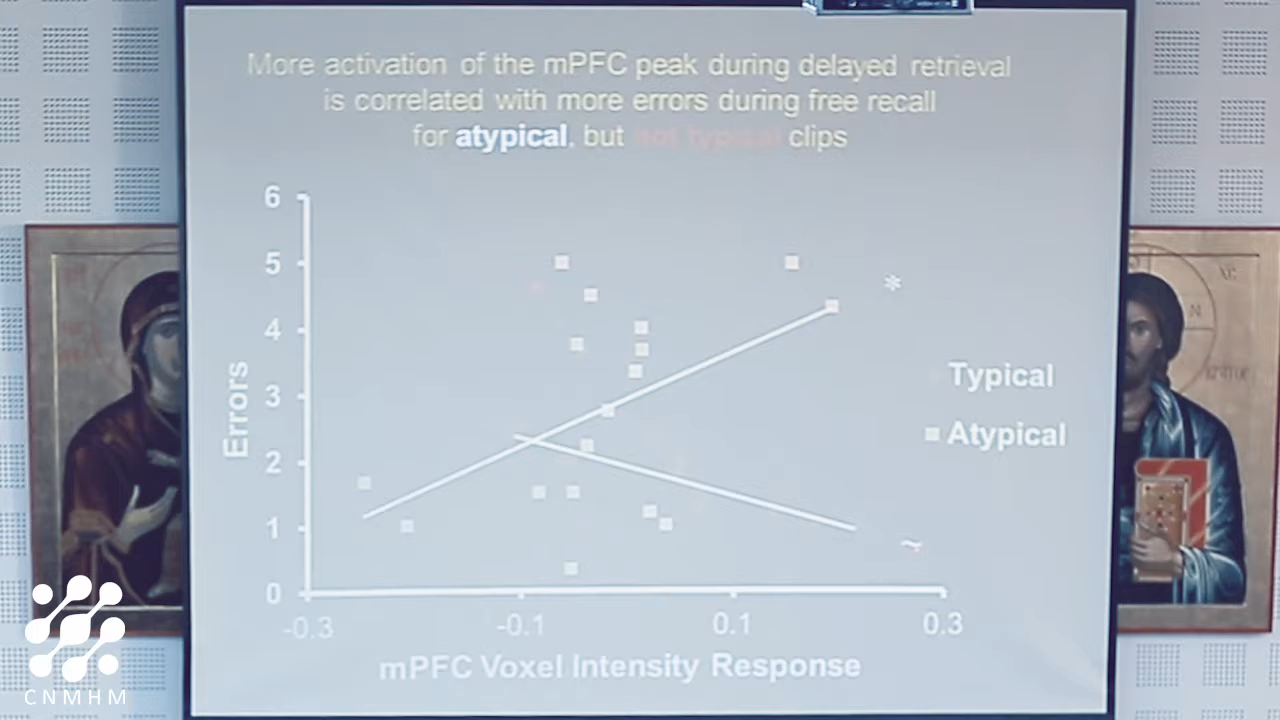 More activation of the mPFC peak during delayed retrieval
is correlated with more errors during free recall
for atypical, but not typical clips
6
5
4
3
2
1
0
Errors
*
~
Typical
Atypical
-0.3
-0.1
0.1
0.3
mPFC Voxel Intensity Response
CNMHM